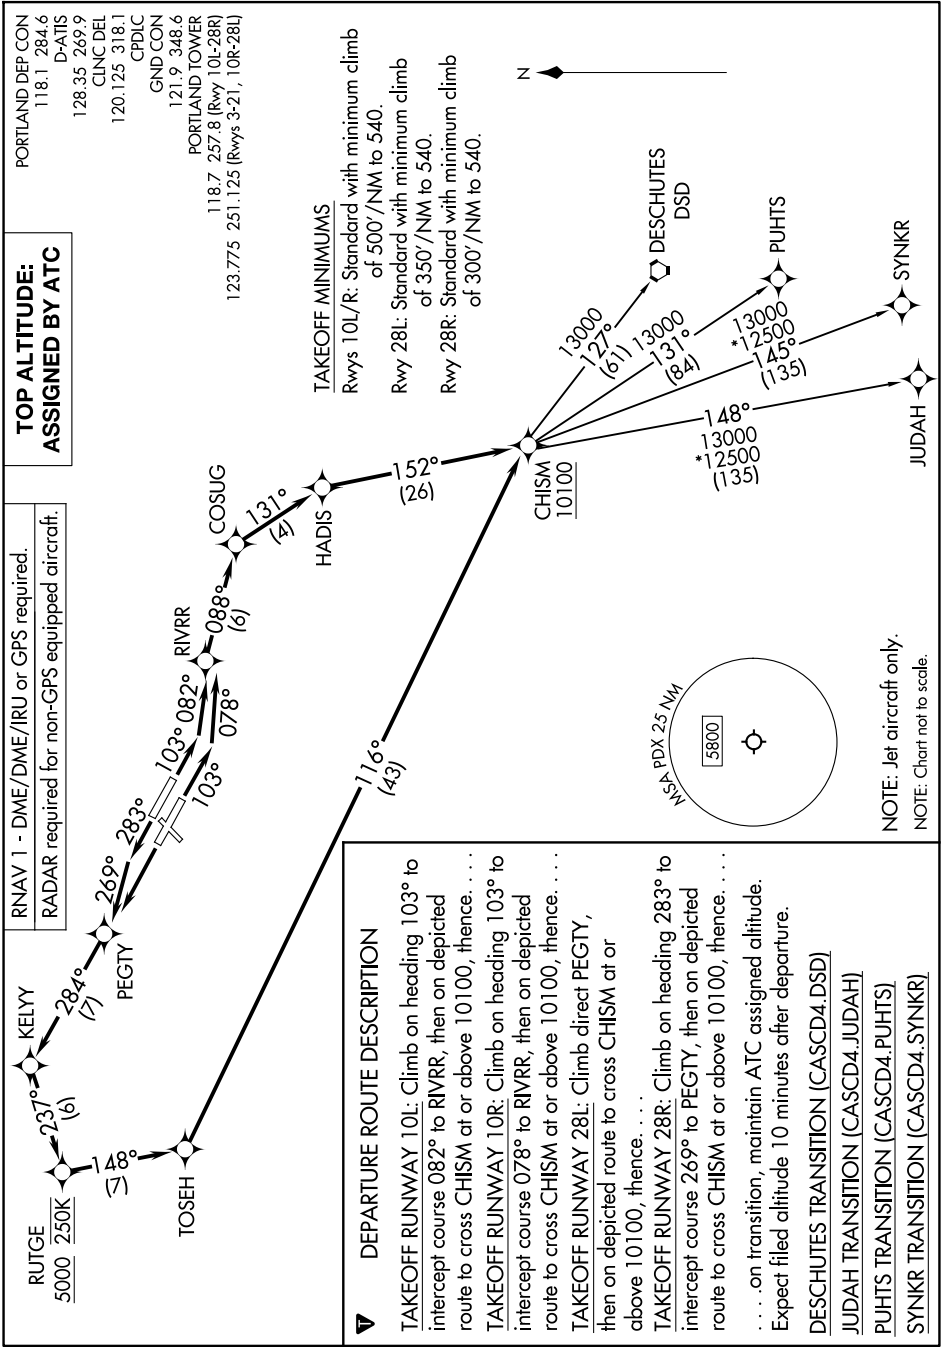 RNAV 1 - DME/DME/IRU or GPS required.
RADAR required for non-GPS equipped aircraft.
TOP ALTITUDE:
ASSIGNED BY ATC
PORTLAND DEP CON
118.1 284.6
D-ATIS
128.35 269.9
CLNC DEL
120.125 318.1
CPDLC
GND CON
121.9 348.6
PORTLAND TOWER
118.7 257.8 (Rwy 10L-28R)
123.775 251.125 (Rwys 3-21, 10R-28L)
TAKEOFF MINIMUMS
Rwys 10L/R: Standard with minimum climb
of 500'/NM to 540.
Rwy 28L: Standard with minimum climb
of 350'/NM to 540.
Rwy 28R: Standard with minimum climb
of 300'/NM to 540.
N
RUTGE
5000 250K
237°
(6)
KELYY
284°
(7)
PEGTY
269°
283°
103°
103°
082°
078°
RIVRR
088°
(6)
COSUG
131°
(4)
HADIS
152°
(26)
148°
(7)
TOSEH
116°
(43)
CHISM
10100
13000
127°
(61)
DESCHUTES
DSD
13000
131°
(84)
PUHTS
13000
*12500
145°
(135)
SYNKR
148°
13000
*12500
(135)
JUDAH
MSA PDX 25 NM
5800
NOTE: Jet aircraft only.
NOTE: Chart not to scale.
T
DEPARTURE ROUTE DESCRIPTION
TAKEOFF RUNWAY 10L: Climb on heading 103° to
intercept course 082° to RIVRR, then on depicted
route to cross CHISM at or above 10100, thence. . . .
TAKEOFF RUNWAY 10R: Climb on heading 103° to
intercept course 078° to RIVRR, then on depicted
route to cross CHISM at or above 10100, thence. . . .
TAKEOFF RUNWAY 28L: Climb direct PEGTY,
then on depicted route to cross CHISM at or
above 10100, thence. . . .
TAKEOFF RUNWAY 28R: Climb on heading 283° to
intercept course 269° to PEGTY, then on depicted
route to cross CHISM at or above 10100, thence. . . .
. . . .on transition, maintain ATC assigned altitude.
Expect filed altitude 10 minutes after departure.
DESCHUTES TRANSITION (CASCD4.DSD)
JUDAH TRANSITION (CASCD4.JUDAH)
PUHTS TRANSITION (CASCD4.PUHTS)
SYNKR TRANSITION (CASCD4.SYNKR)